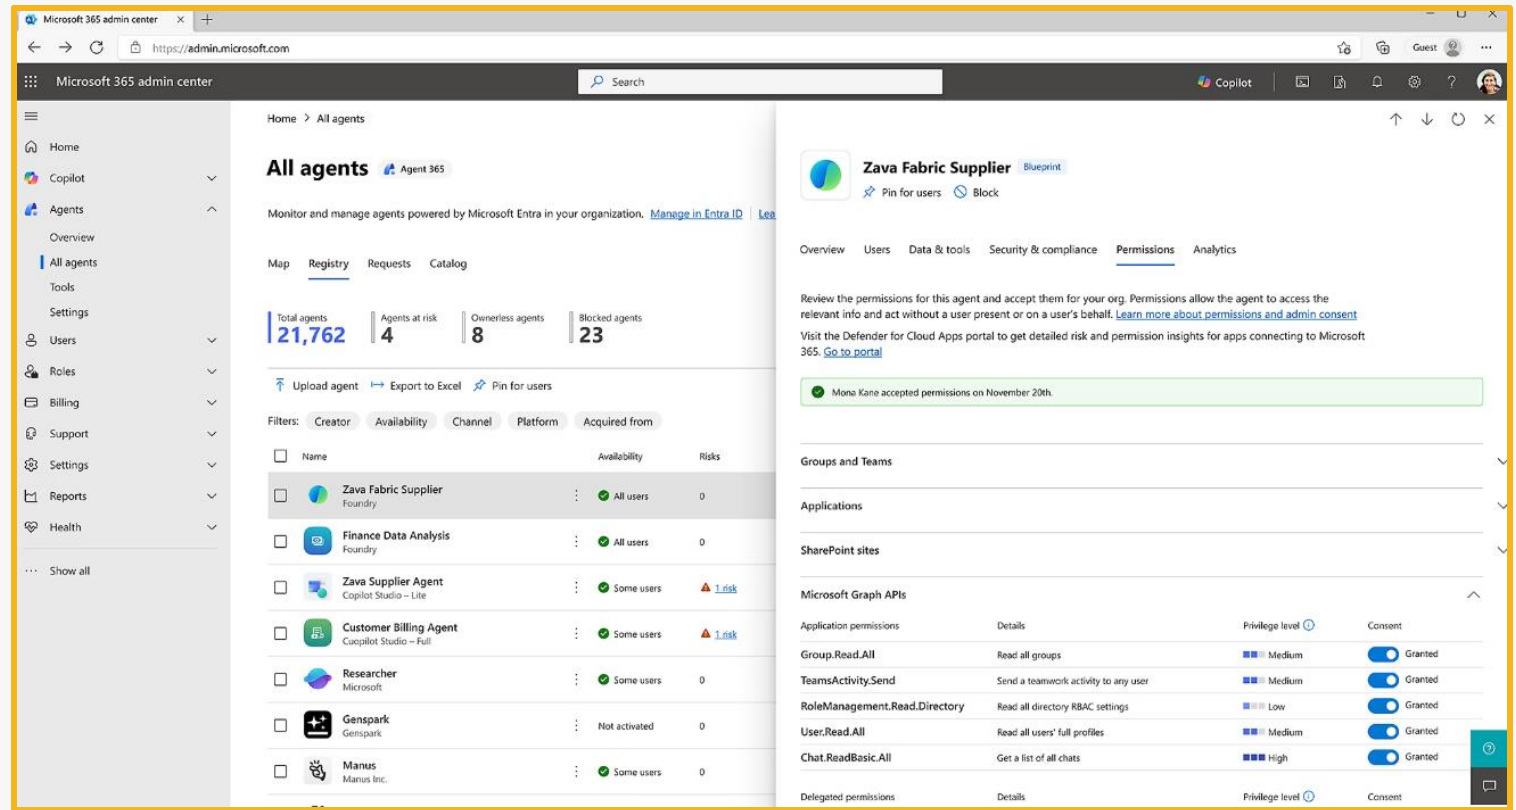 Microsoft 365 admin center
https://admin.microsoft.com
Guest
Microsoft 365 admin center
Search
Copilot
Home
Copilot
Agents
Overview
All agents
Tools
Settings
Users
Roles
Billing
Support
Settings
Reports
Health
Show all
Home > All agents
All agents Agent 365
Monitor and manage agents powered by Microsoft Entra in your organization. Manage in Entra ID Lea
Map Registry Requests Catalog
Total agents Agents at risk Ownerless agents Blocked agents
21,762 4 8 23
Upload agent Export to Excel Pin for users
Filters: Creator Availability Channel Platform Acquired from
Name Availability Risks
Zava Fabric Supplier
Foundry
All users 0
Finance Data Analysis
Foundry
All users 0
Zava Supplier Agent
Copilot Studio – Lite
Some users 1 risk
Customer Billing Agent
Cuopilot Studio – Full
Some users 1 risk
Researcher
Microsoft
Some users 0
Genspark
Genspark
Not activated 0
Manus
Manus Inc.
Some users 0
Zava Fabric Supplier Blueprint
Pin for users Block
Overview Users Data & tools Security & compliance Permissions Analytics
Review the permissions for this agent and accept them for your org. Permissions allow the agent to access the
relevant info and act without a user present or on a user's behalf. Learn more about permissions and admin consent
Visit the Defender for Cloud Apps portal to get detailed risk and permission insights for apps connecting to Microsoft
365. Go to portal
Mona Kane accepted permissions on November 20th.
Groups and Teams
Applications
SharePoint sites
Microsoft Graph APIs
Application permissions Details Privilege level Consent
Group.Read.All Read all groups Medium Granted
TeamsActivity.Send Send a teamwork activity to any user Medium Granted
RoleManagement.Read.Directory Read all directory RBAC settings Low Granted
User.Read.All Read all users' full profiles Medium Granted
Chat.ReadBasic.All Get a list of all chats High Granted
Delegated permissions Details Privilege level Consent